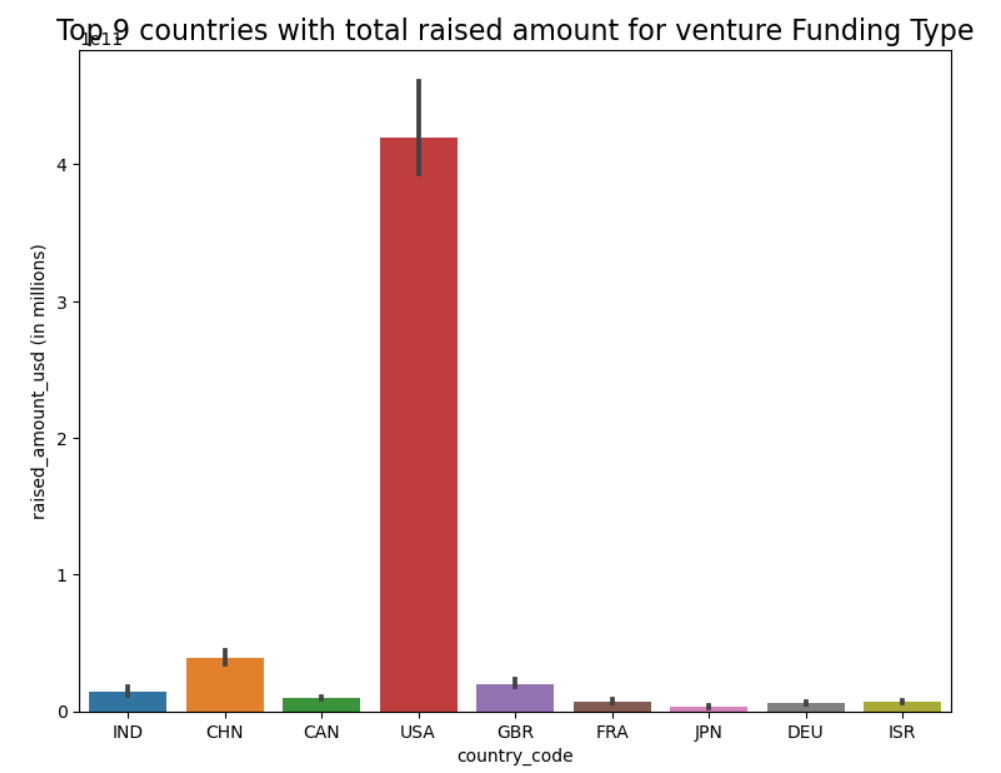 Top 9 countries with total raised amount for venture Funding Type
1e11
4
3
2
1
0
raised_amount_usd (in millions)
IND CHN CAN USA GBR FRA JPN DEU ISR
country_code